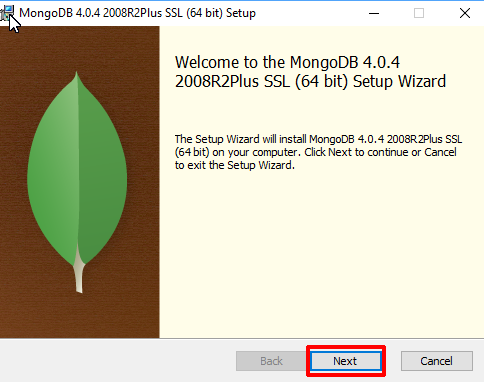 MongoDB 4.0.4 2008R2Plus SSL (64 bit) Setup
Welcome to the MongoDB 4.0.4
2008R2Plus SSL (64 bit) Setup Wizard
The Setup Wizard will install MongoDB 4.0.4 2008R2Plus SSL
(64 bit) on your computer. Click Next to continue or Cancel
to exit the Setup Wizard.
Back Next Cancel